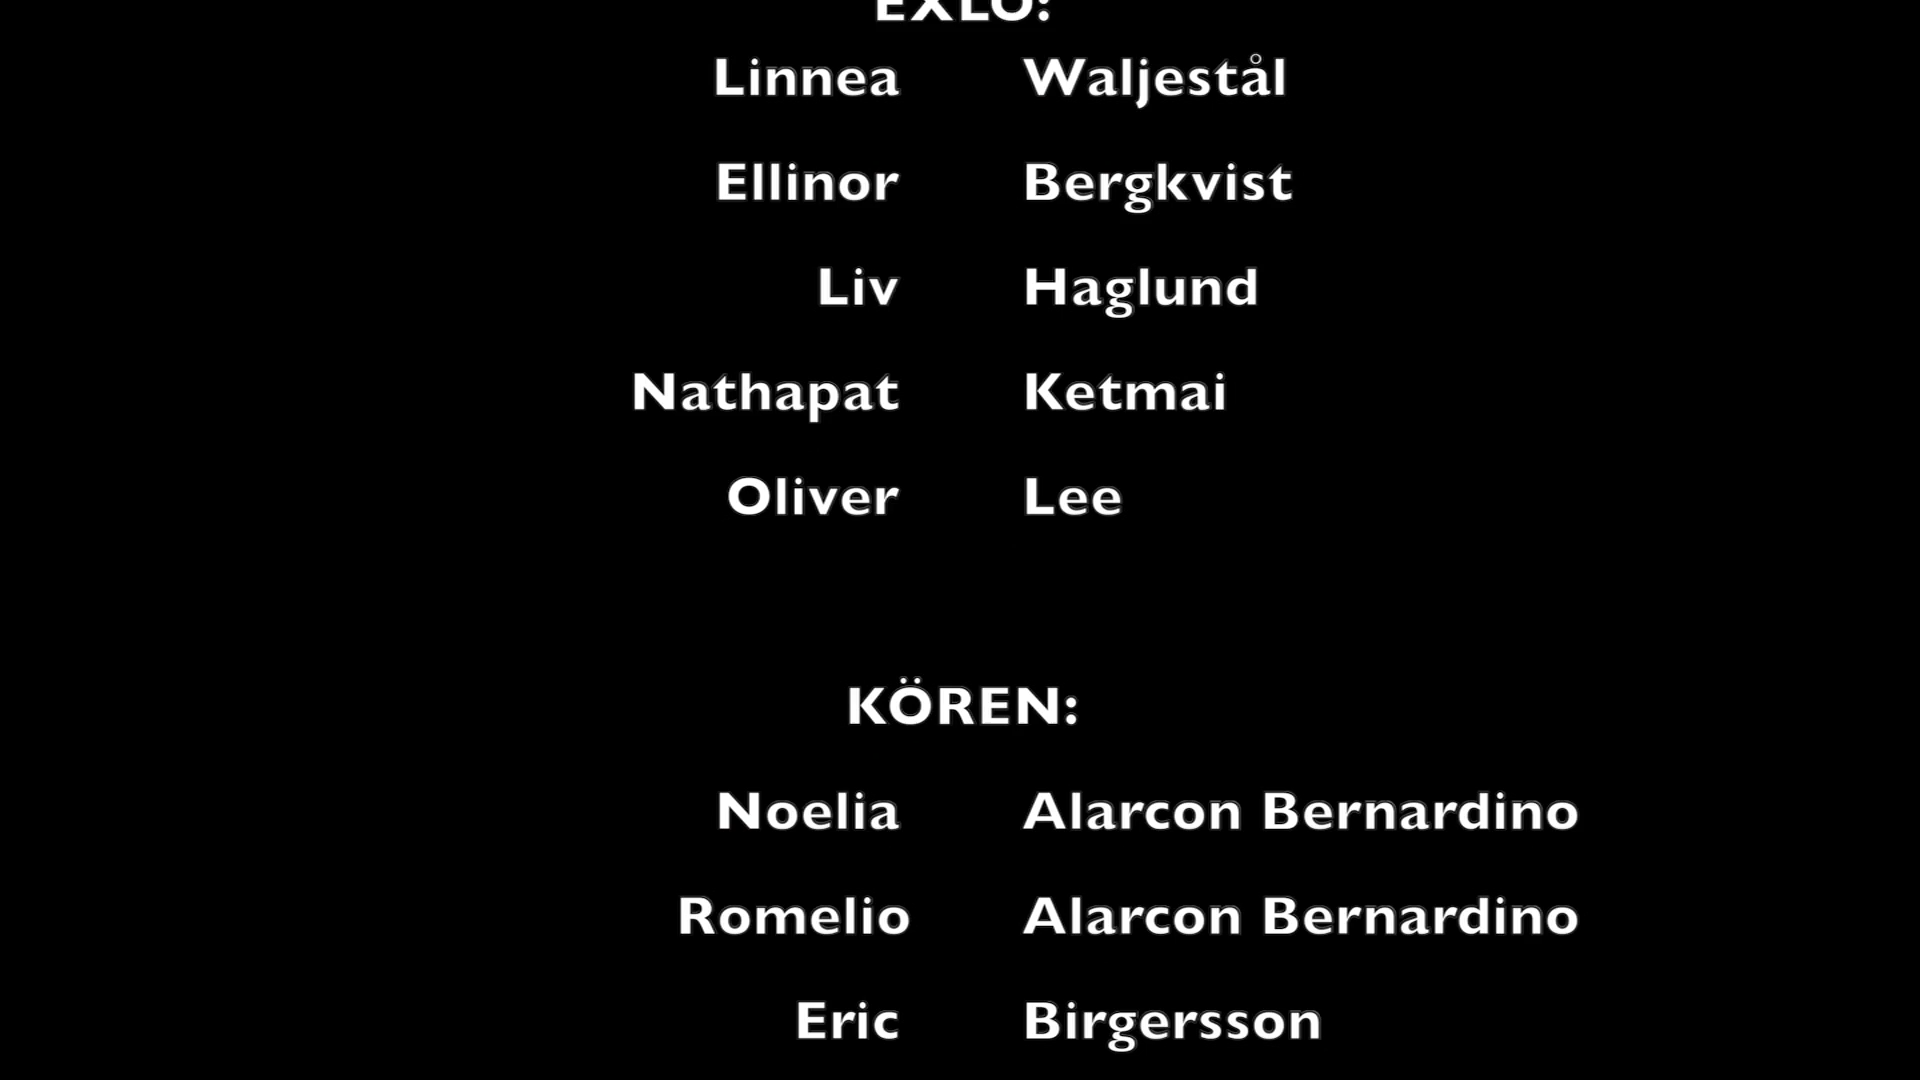 EXLO:
Linnea Waljestål
Ellinor Bergkvist
Liv Haglund
Nathapat Ketmai
Oliver Lee
KÖREN:
Noelia Alarcon Bernardino
Romelio Alarcon Bernardino
Eric Birgersson